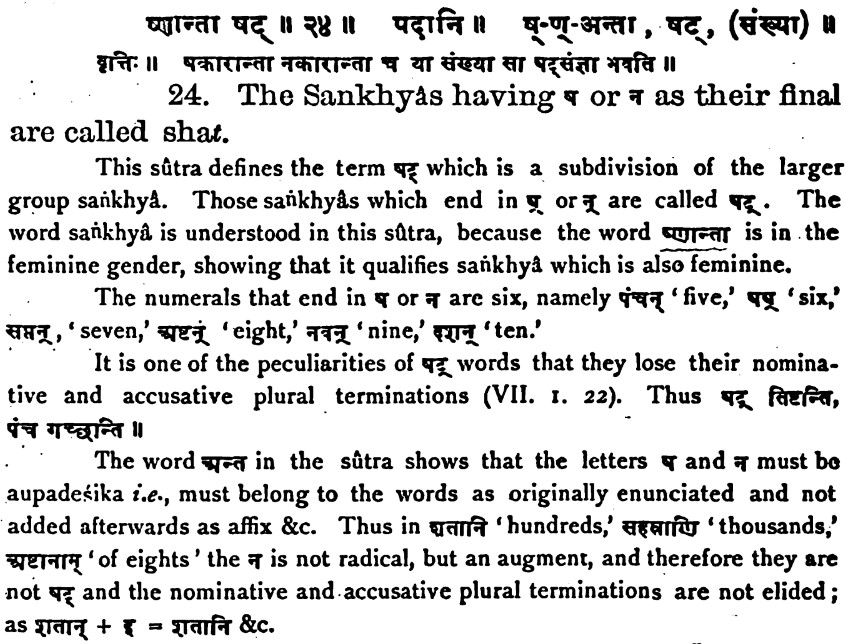 ष्णान्ता षट् ॥ २४ ॥ पदानि ॥ ष्-ण्-अन्ता, षट्, (संख्या) ॥
वृत्तिः ॥ षकारान्ता नकारान्ता च या संख्या सा षट्संज्ञा भवति ॥
24. The Sankhyâs having ष or न as their final
are called shat.
This sûtra defines the term षट् which is a subdivision of the larger
group saṅkhyâ. Those saṅkhyâs which end in ष् or न् are called षट्. The
word saṅkhyâ is understood in this sûtra, because the word ष्णान्ता is in the
feminine gender, showing that it qualifies saṅkhyâ which is also feminine.
The numerals that end in ष or न are six, namely पंचन् 'five,' षष् 'six,'
सप्तन्, 'seven,' अष्टन् 'eight,' नवन् 'nine,' दशन् 'ten.'
It is one of the peculiarities of षट् words that they lose their nomina-
tive and accusative plural terminations (VII. 1. 22). Thus षट् तिष्टन्ति,
पंच गच्छान्ति ॥
The word अन्त in the sûtra shows that the letters ष and न must be
aupadeśika i.e., must belong to the words as originally enunciated and not
added afterwards as affix &c. Thus in शतानि 'hundreds,' सहस्राणि 'thousands,'
अष्टानाम् 'of eights' the न is not radical, but an augment, and therefore they are
not षट् and the nominative and accusative plural terminations are not elided;
as शतान् + इ = शतानि &c.